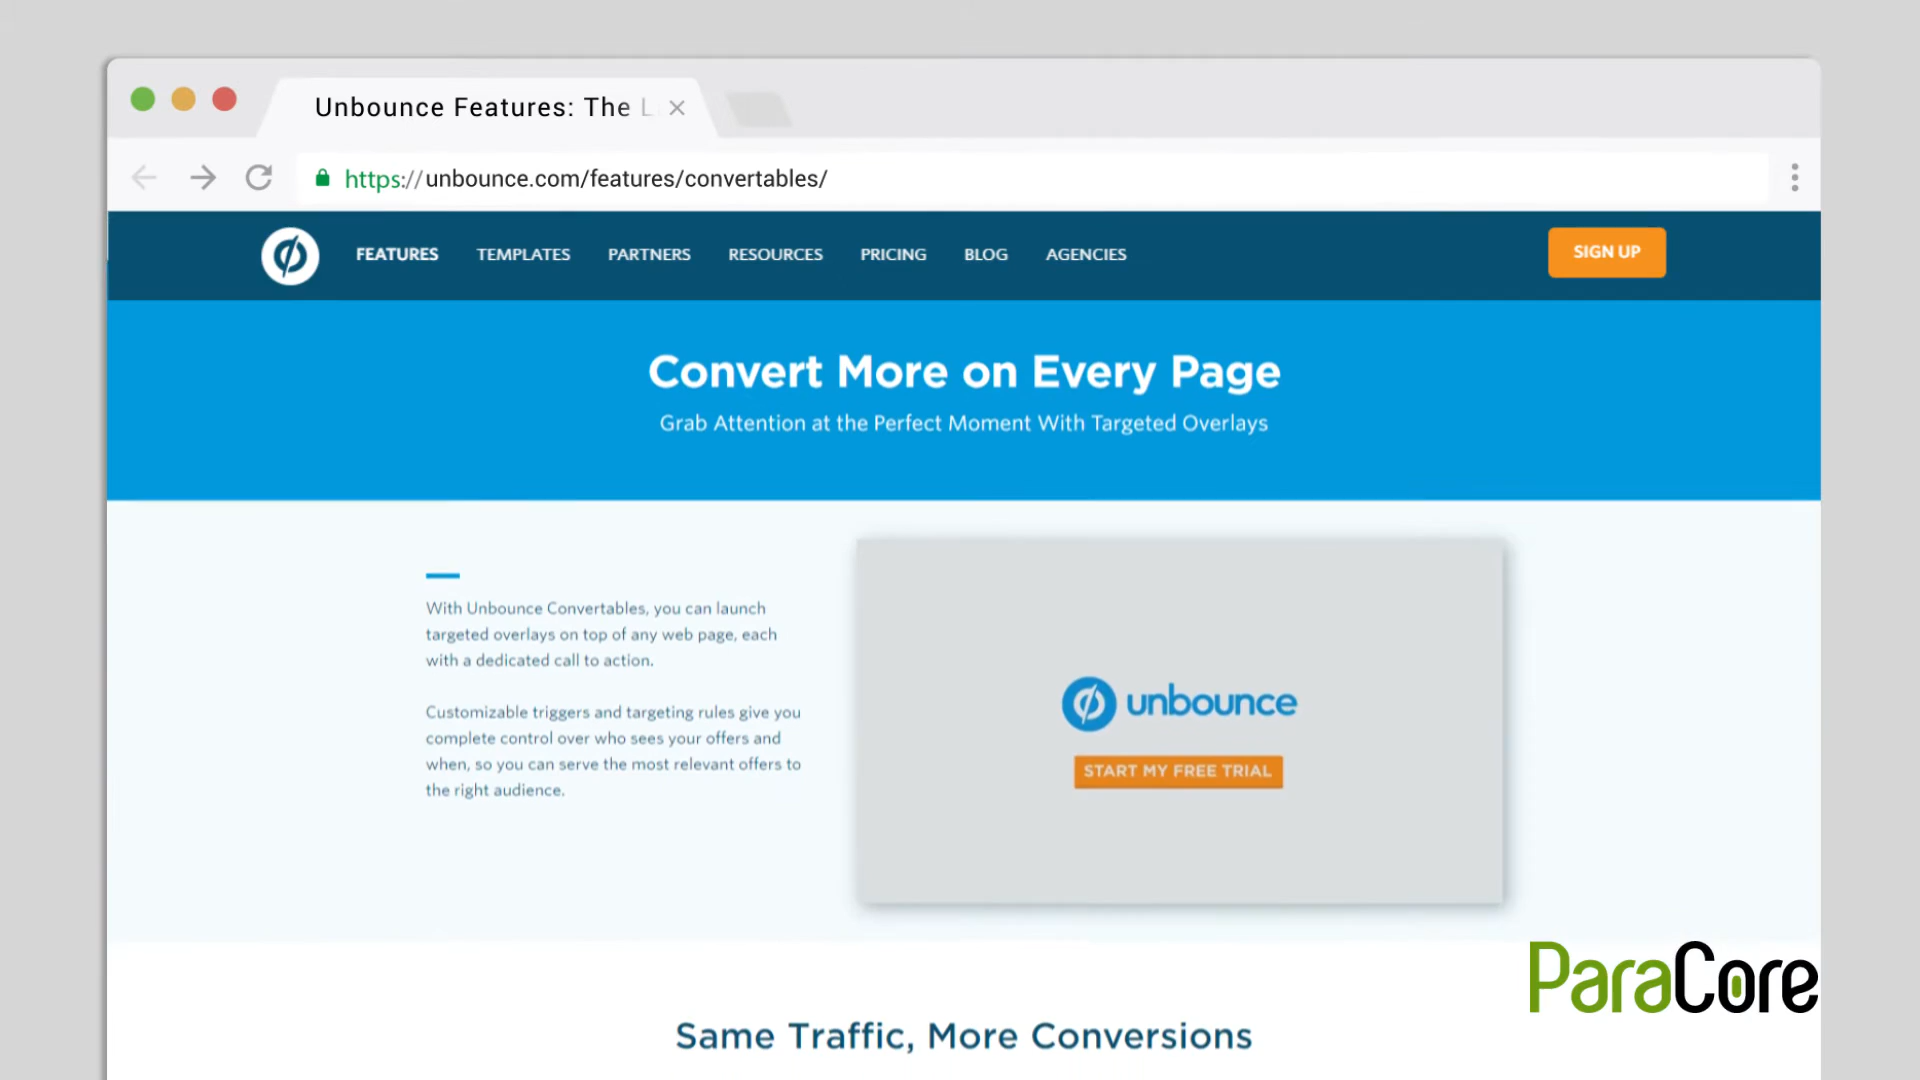 Unbounce Features: The L
https://unbounce.com/features/convertables/
FEATURES TEMPLATES PARTNERS RESOURCES PRICING BLOG AGENCIES SIGN UP
Convert More on Every Page
Grab Attention at the Perfect Moment With Targeted Overlays
With Unbounce Convertables, you can launch
targeted overlays on top of any web page, each
with a dedicated call to action.
Customizable triggers and targeting rules give you
complete control over who sees your offers and
when, so you can serve the most relevant offers to
the right audience.
unbounce
START MY FREE TRIAL
ParaCore
Same Traffic, More Conversions